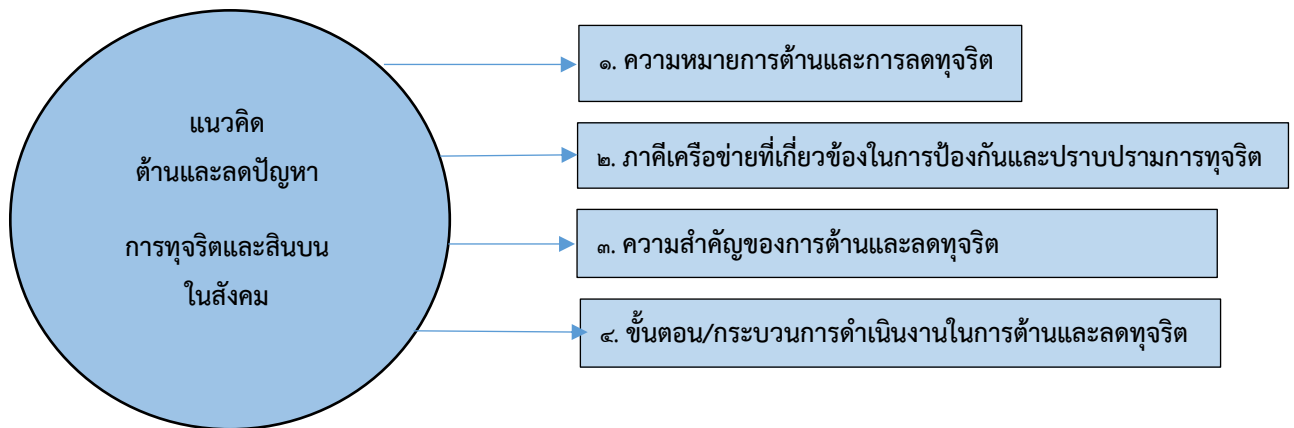 แนวคิด
ต้านและลดปัญหา
การทุจริตและสินบน
ในสังคม
๑. ความหมายการต้านและการลดทุจริต
๒. ภาคีเครือข่ายที่เกี่ยวข้องในการป้องกันและปราบปรามการทุจริต
๓. ความสำคัญของการต้านและลดทุจริต
๔. ขั้นตอน/กระบวนการดำเนินงานในการต้านและลดทุจริต